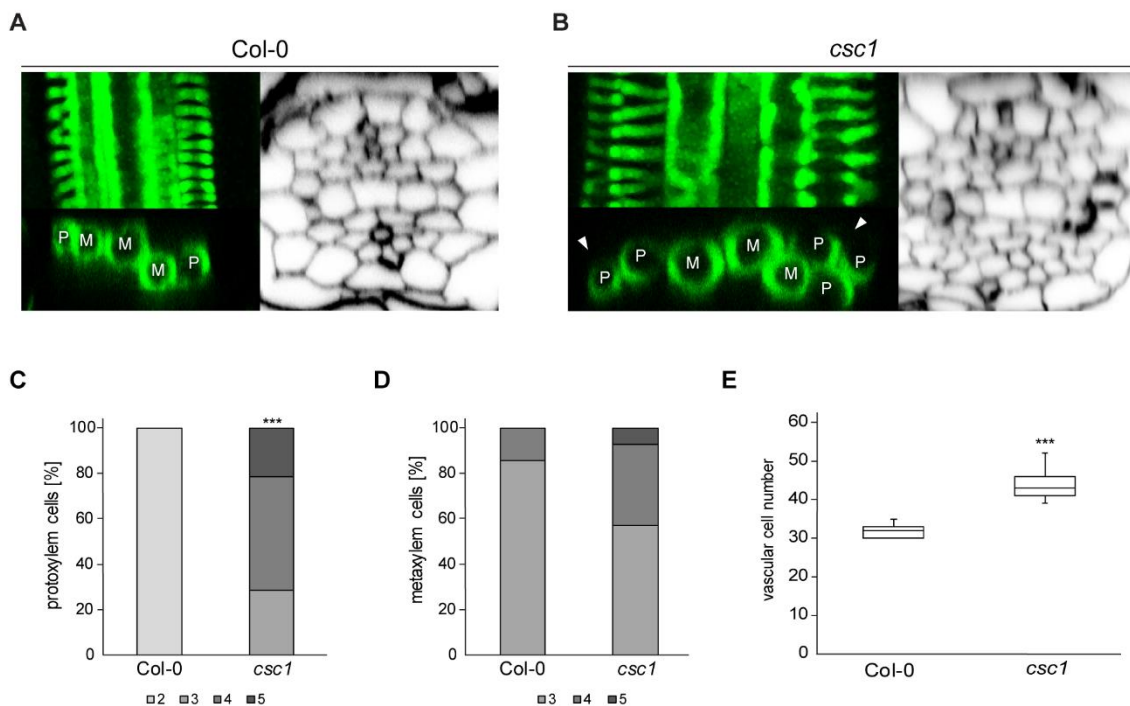 A
Col-0
P M M M P
B
csc1
P P M M M P P P
C
protoxylem cells [%]
100
80
60
40
20
0
***
Col-0 csc1
2 3 4 5
D
metaxylem cells [%]
100
80
60
40
20
0
Col-0 csc1
3 4 5
E
vascular cell number
60
50
40
30
20
10
0
***
Col-0 csc1